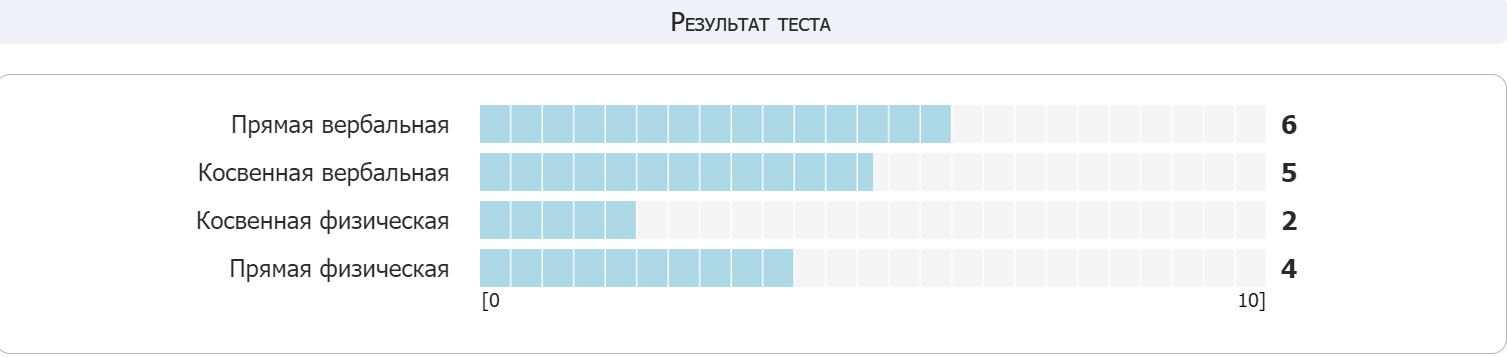 Результат теста
Прямая вербальная 6
Косвенная вербальная 5
Косвенная физическая 2
Прямая физическая 4
[0 10]